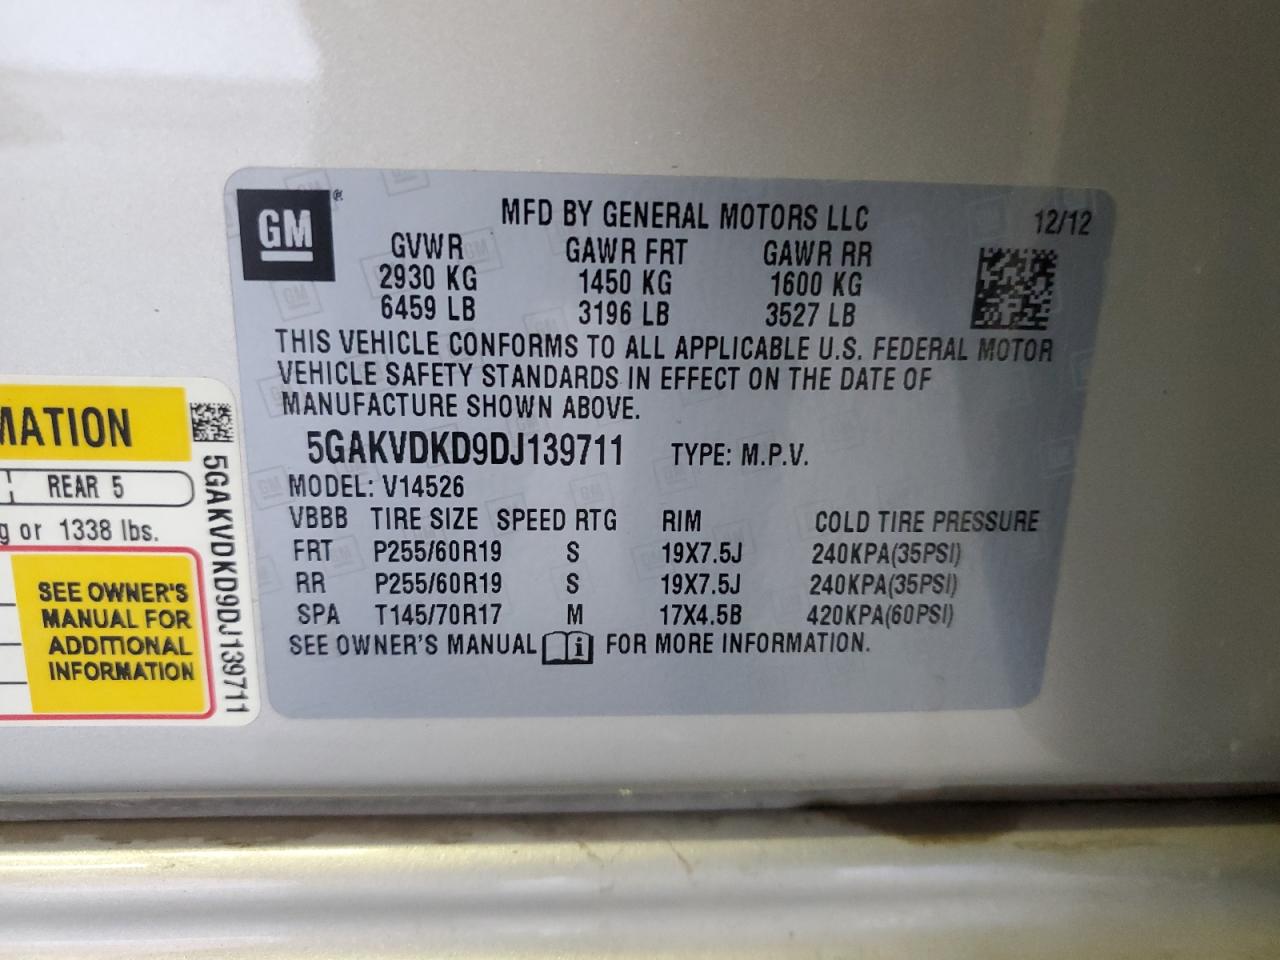 GM®
MFD BY GENERAL MOTORS LLC 12/12
GVWR GAWR FRT GAWR RR
2930 KG 1450 KG 1600 KG
6459 LB 3196 LB 3527 LB
THIS VEHICLE CONFORMS TO ALL APPLICABLE U.S. FEDERAL MOTOR
VEHICLE SAFETY STANDARDS IN EFFECT ON THE DATE OF
MANUFACTURE SHOWN ABOVE.
5GAKVDKD9DJ139711 TYPE: M.P.V.
MODEL: V14526
VBBB TIRE SIZE SPEED RTG RIM COLD TIRE PRESSURE
FRT P255/60R19 S 19X7.5J 240KPA(35PSI)
RR P255/60R19 S 19X7.5J 240KPA(35PSI)
SPA T145/70R17 M 17X4.5B 420KPA(60PSI)
SEE OWNER'S MANUAL i FOR MORE INFORMATION.
MATION
REAR 5
g or 1338 lbs.
SEE OWNER'S
MANUAL FOR
ADDITIONAL
INFORMATION
5GAKVDKD9DJ139711